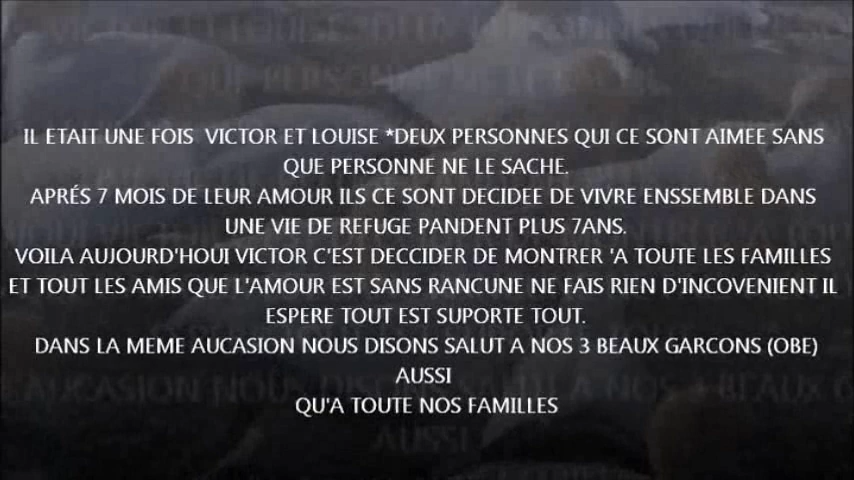 IL ETAIT UNE FOIS VICTOR ET LOUISE *DEUX PERSONNES QUI CE SONT AIMEE SANS
QUE PERSONNE NE LE SACHE.
APRÉS 7 MOIS DE LEUR AMOUR ILS CE SONT DECIDEE DE VIVRE ENSSEMBLE DANS
UNE VIE DE REFUGE PANDENT PLUS 7ANS.
VOILA AUJOURD'HOUI VICTOR C'EST DECCIDER DE MONTRER 'A TOUTE LES FAMILLES
ET TOUT LES AMIS QUE L'AMOUR EST SANS RANCUNE NE FAIS RIEN D'INCOVENIENT IL
ESPERE TOUT EST SUPORTE TOUT.
DANS LA MEME AUCASION NOUS DISONS SALUT A NOS 3 BEAUX GARCONS (OBE)
AUSSI
QU'A TOUTE NOS FAMILLES